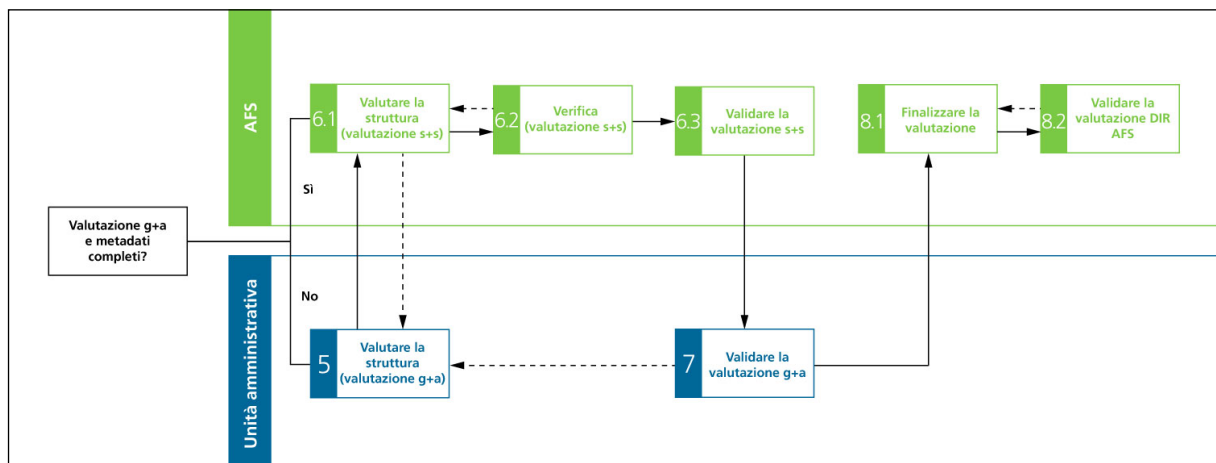 AFS
6.1
Valutare la
struttura
(valutazione s+s)
6.2
Verifica
(valutazione s+s)
6.3
Validare la
valutazione s+s
8.1
Finalizzare la
valutazione
8.2
Validare la
valutazione DIR
AFS
Sì
Valutazione g+a
e metadati
completi?
No
Unità amministrativa
5
Valutare la
struttura
(valutazione g+a)
7
Validare la
valutazione g+a